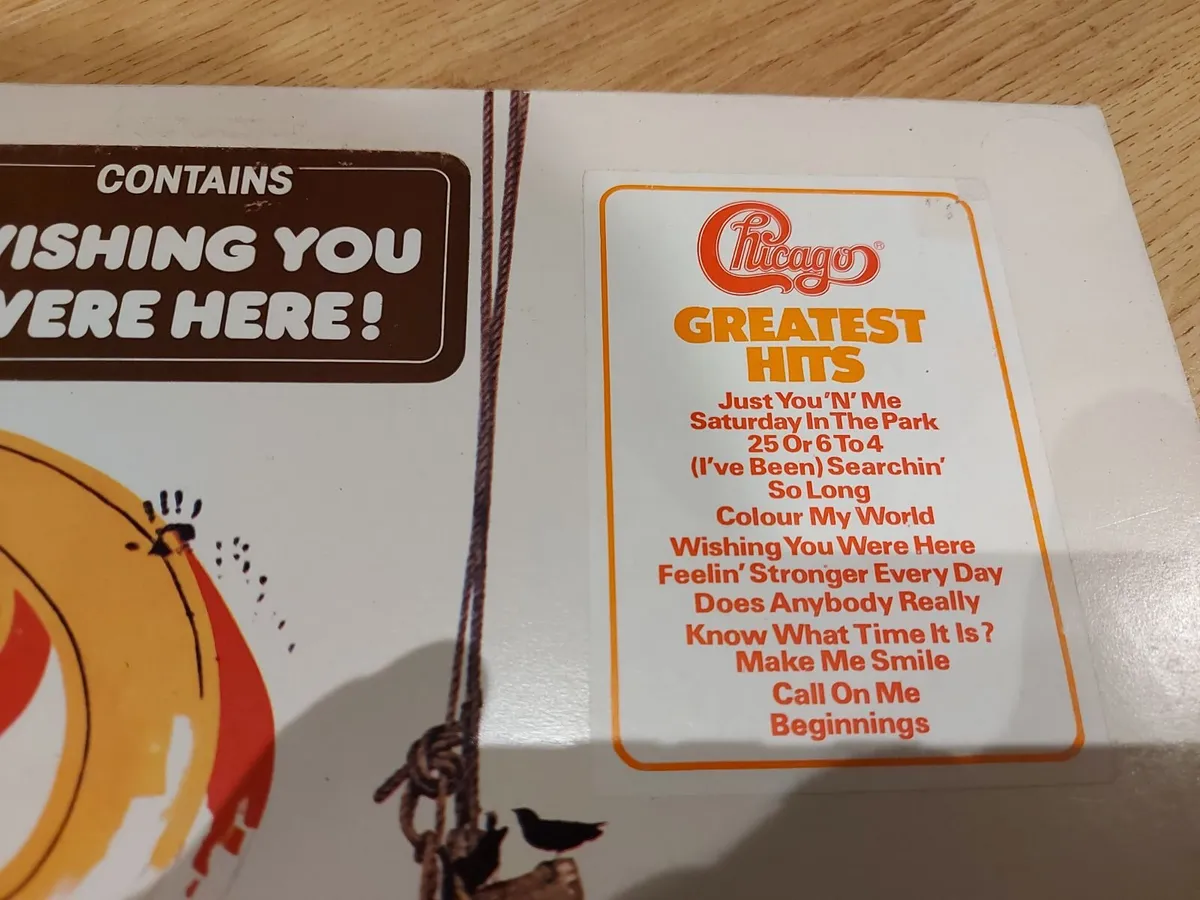 CONTAINS
WISHING YOU
WERE HERE!
Chicago®
GREATEST
HITS
Just You 'N' Me
Saturday In The Park
25 Or 6 To 4
(I've Been) Searchin'
So Long
Colour My World
Wishing You Were Here
Feelin' Stronger Every Day
Does Anybody Really
Know What Time It Is?
Make Me Smile
Call On Me
Beginnings